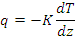 q = −K dT/dz